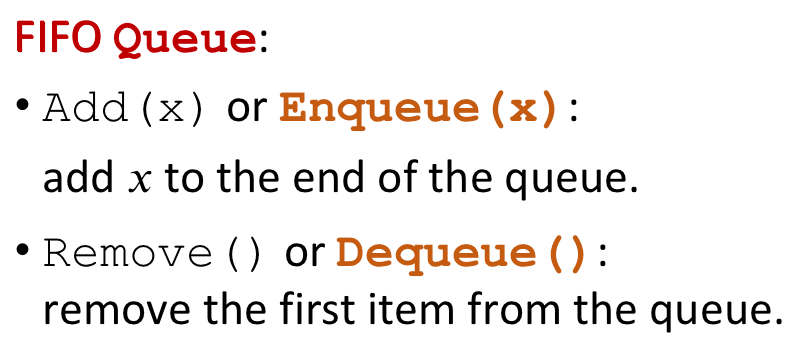 FIFO Queue:
• Add(x) or Enqueue(x):
add x to the end of the queue.
• Remove() or Dequeue():
remove the first item from the queue.